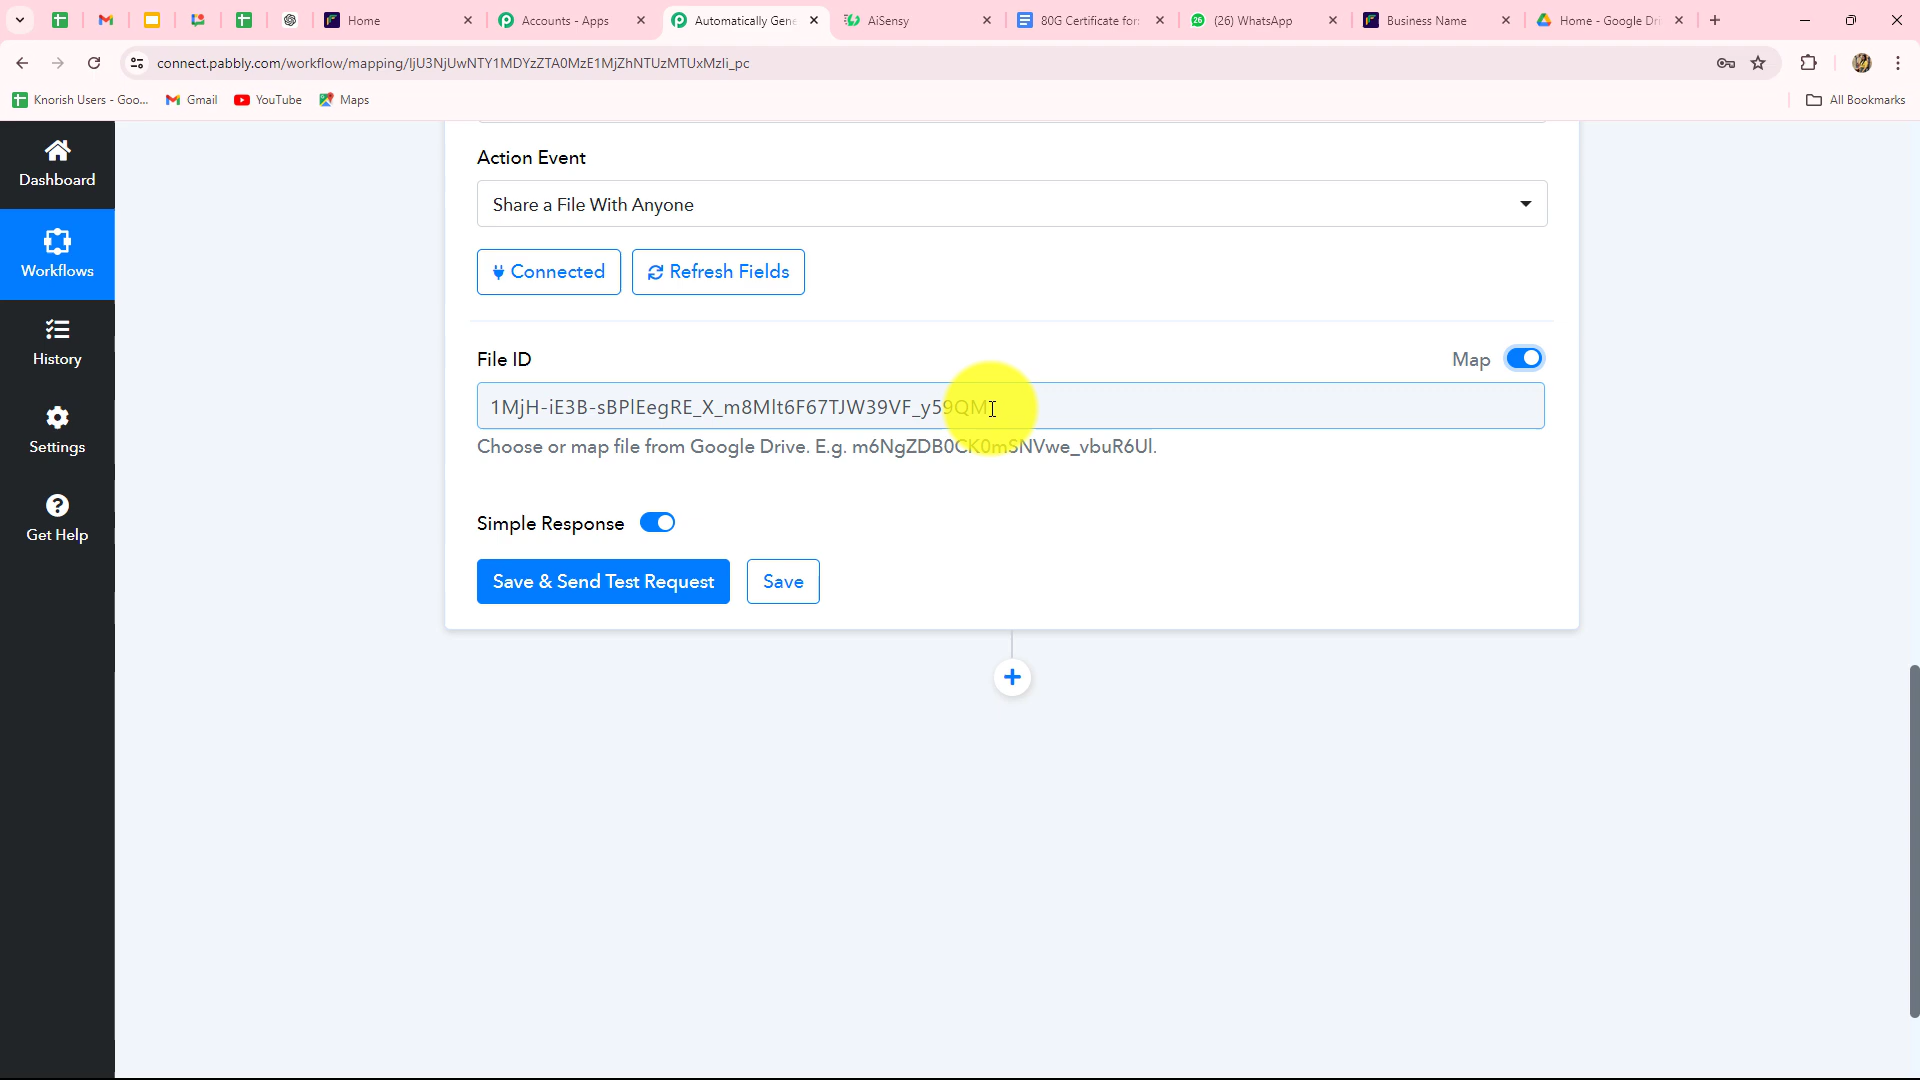 Home
Accounts - Apps
Automatically Gene
AiSensy
80G Certificate for
(26) WhatsApp
Business Name
Home - Google Dri
connect.pabbly.com/workflow/mapping/IjU3NjUwNTY1MDYzZTA0MzE1MjZhNTUzMTUxMzIi_pc
Knorish Users - Goo...
Gmail
YouTube
Maps
All Bookmarks
Dashboard
Workflows
History
Settings
Get Help
Action Event
Share a File With Anyone
Connected
Refresh Fields
File ID
Map
1MjH-iE3B-sBPlEegRE_X_m8Mlt6F67TJW39VF_y59QM
Choose or map file from Google Drive. E.g. m6NgZDB0CK0mSNVwe_vbuR6Ul.
Simple Response
Save & Send Test Request
Save